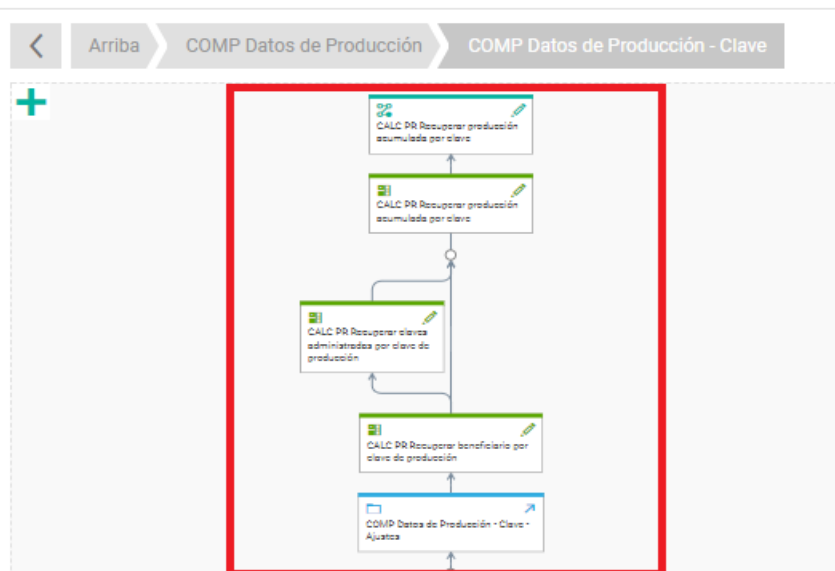 Arriba
COMP Datos de Producción
COMP Datos de Producción - Clave
CALC PR Recuperar producción
acumulada por clave
CALC PR Recuperar producción
acumulada por clave
CALC PR Recuperar claves
administradas por clave de
producción
CALC PR Recuperar beneficiario por
clave de producción
COMP Datos de Producción - Clave -
Ajustes